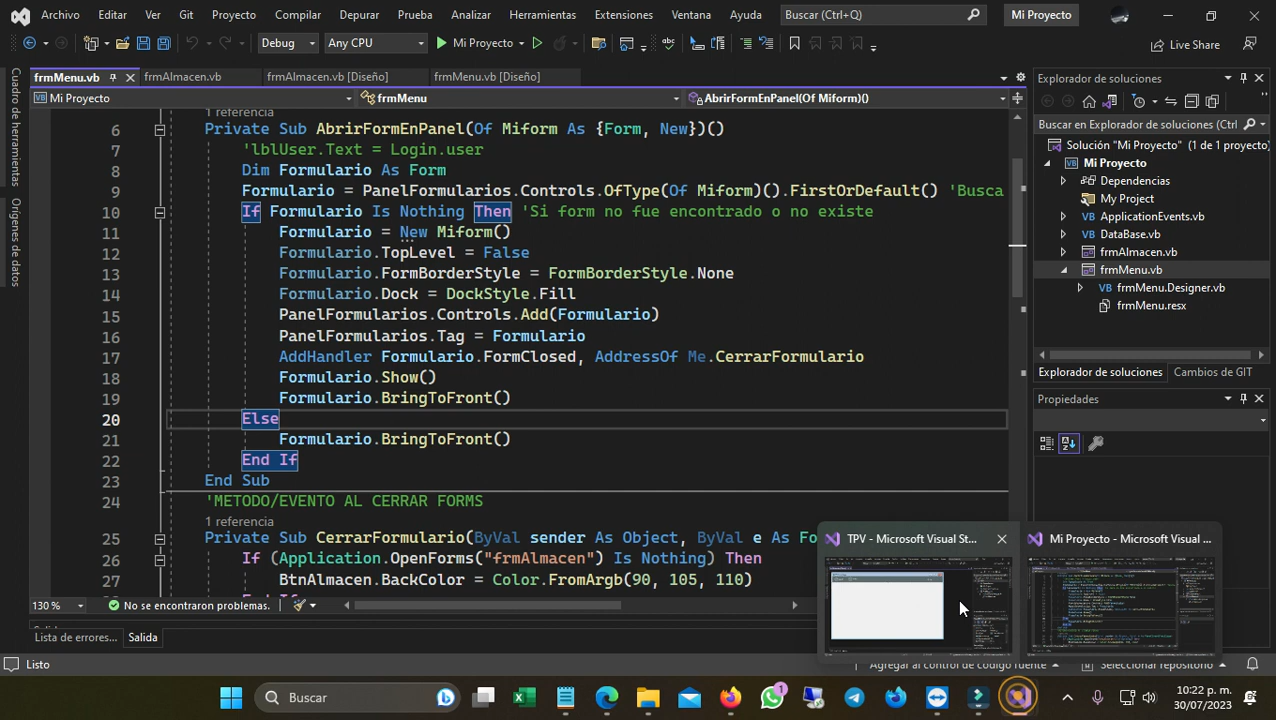 Archivo Editar Ver Git Proyecto Compilar Depurar Prueba Analizar Herramientas Extensiones Ventana Ayuda Buscar (Ctrl+Q) Mi Proyecto
Debug Any CPU Mi Proyecto Live Share
frmMenu.vb frmAlmacen.vb frmAlmacen.vb [Diseño] frmMenu.vb [Diseño]
Mi Proyecto frmMenu AbrirFormEnPanel(Of Miform)()
Cuadro de herramientas
Orígenes de datos
1 referencia
6 Private Sub AbrirFormEnPanel(Of Miform As {Form, New})()
7 'lblUser.Text = Login.user
8 Dim Formulario As Form
9 Formulario = PanelFormularios.Controls.OfType(Of Miform)().FirstOrDefault() 'Busca
10 If Formulario Is Nothing Then 'Si form no fue encontrado o no existe
11 Formulario = New Miform()
12 Formulario.TopLevel = False
13 Formulario.FormBorderStyle = FormBorderStyle.None
14 Formulario.Dock = DockStyle.Fill
15 PanelFormularios.Controls.Add(Formulario)
16 PanelFormularios.Tag = Formulario
17 AddHandler Formulario.FormClosed, AddressOf Me.CerrarFormulario
18 Formulario.Show()
19 Formulario.BringToFront()
20 Else
21 Formulario.BringToFront()
22 End If
23 End Sub
24 'METODO/EVENTO AL CERRAR FORMS
1 referencia
25 Private Sub CerrarFormulario(ByVal sender As Object, ByVal e As Fo
26 If (Application.OpenForms("frmAlmacen") Is Nothing) Then
27 BtnAlmacen.BackColor = Color.FromArgb(90, 105, 110)
130 % No se encontraron problemas.
Lista de errores... Salida
Listo
Explorador de soluciones
Buscar en Explorador de soluciones (Ctrl
Solución "Mi Proyecto" (1 de 1 proyecto)
Mi Proyecto
Dependencias
My Project
ApplicationEvents.vb
DataBase.vb
frmAlmacen.vb
frmMenu.vb
frmMenu.Designer.vb
frmMenu.resx
Explorador de soluciones Cambios de GIT
Propiedades
TPV - Microsoft Visual St... Mi Proyecto - Microsoft Visual ...
Agregar al control de código fuente Seleccionar repositorio
Buscar
1
10:22 p. m.
30/07/2023